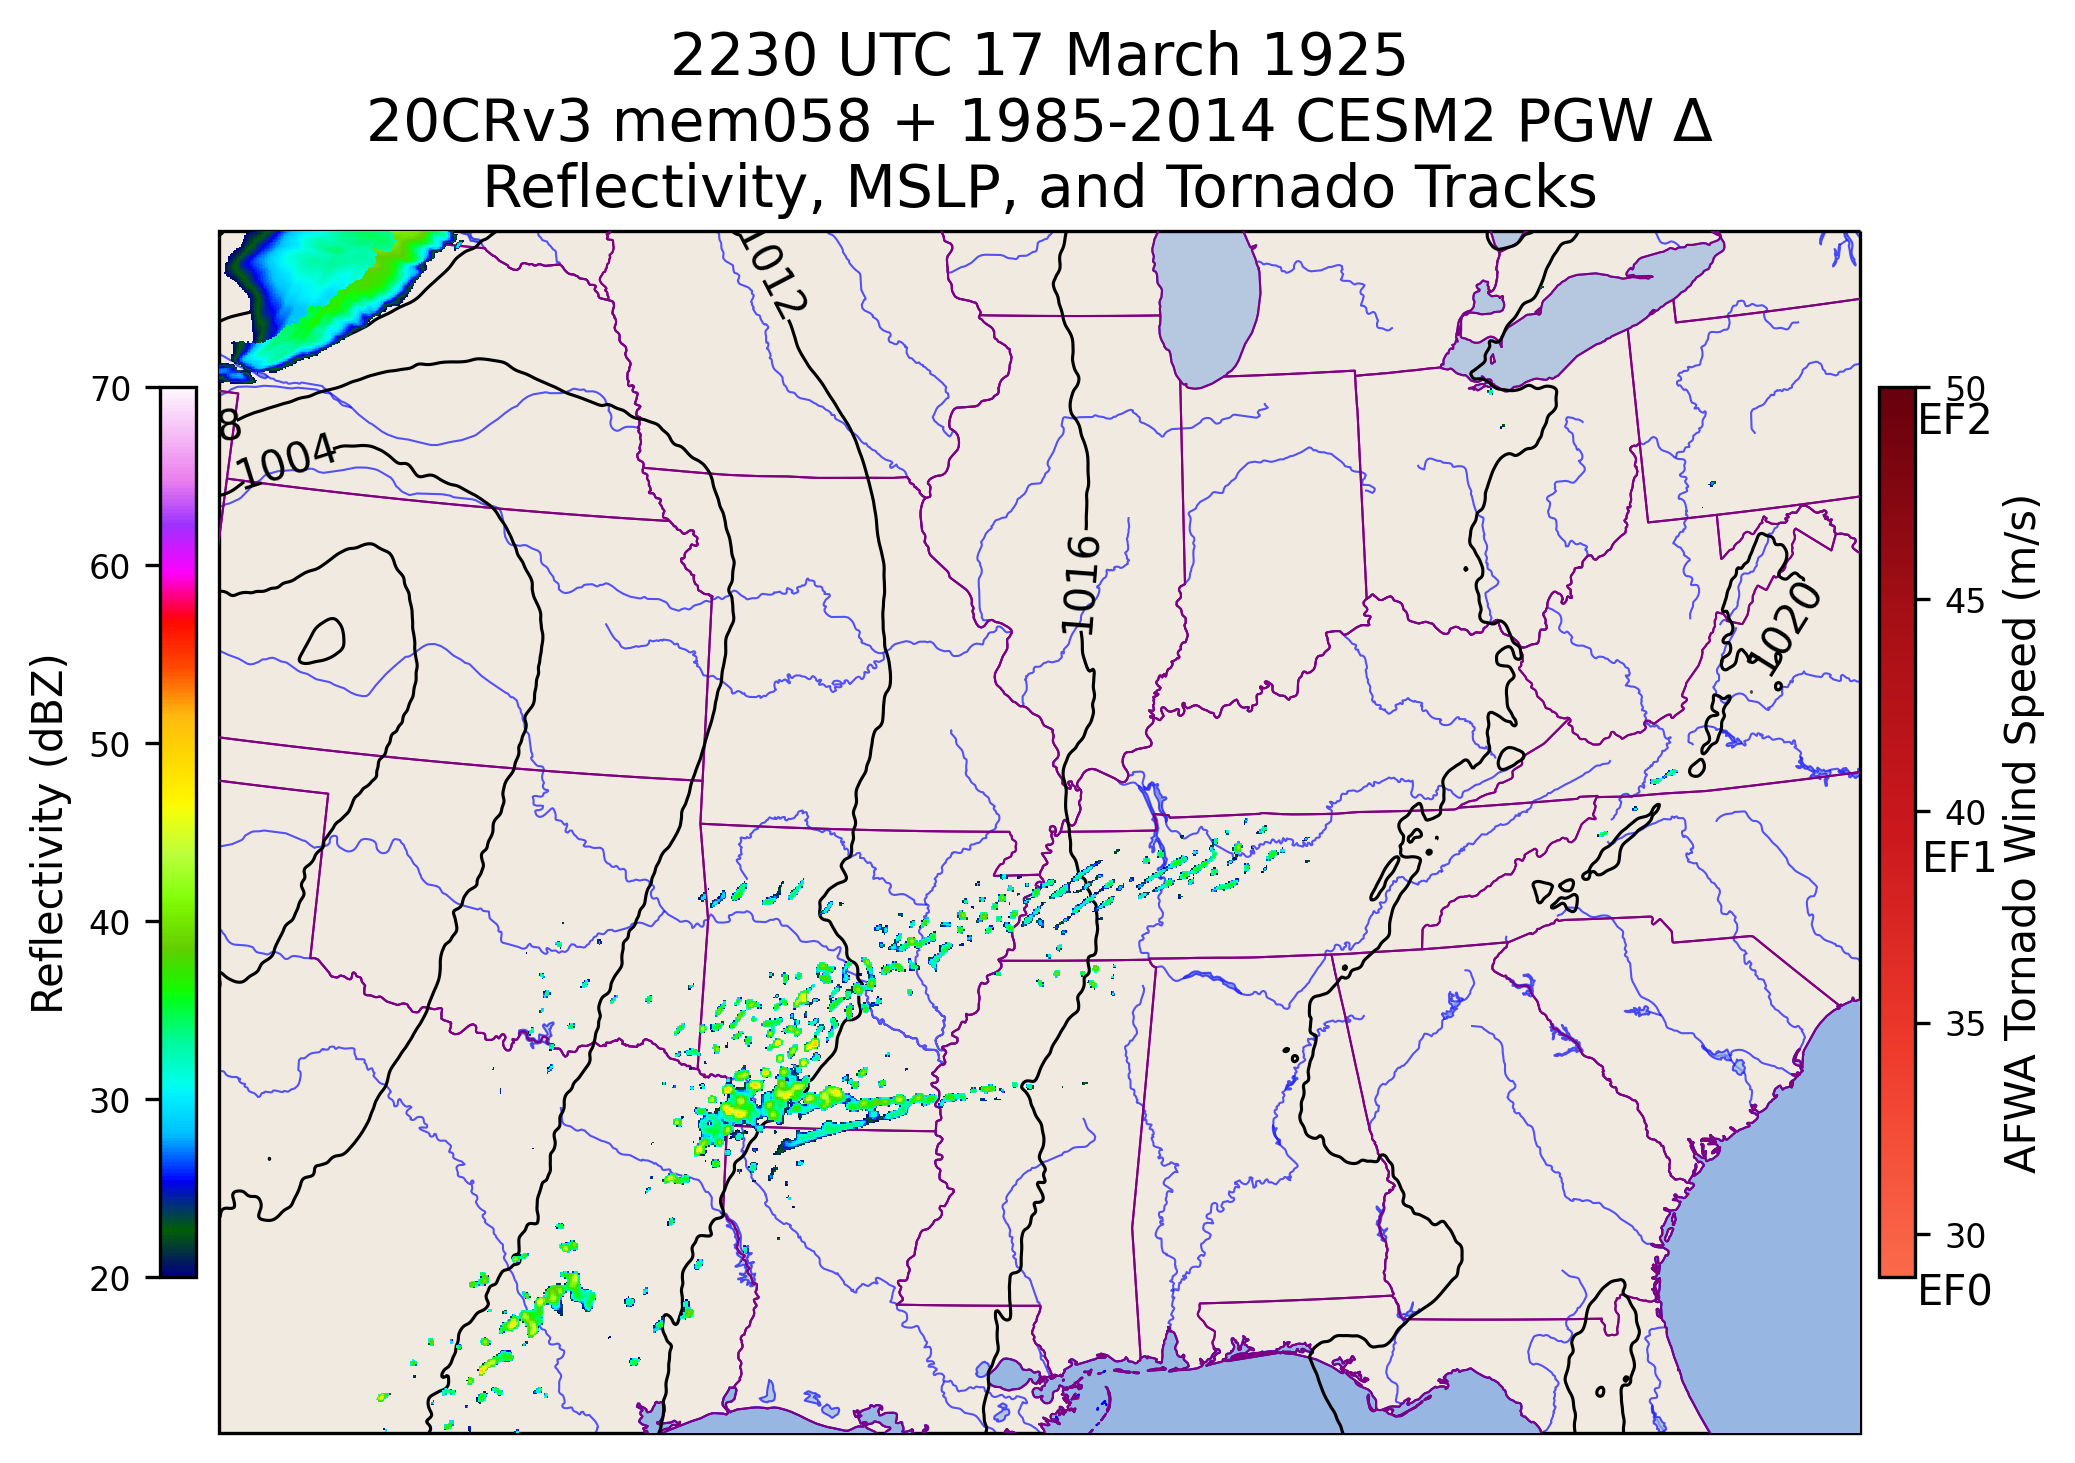 2230 UTC 17 March 1925
20CRv3 mem058 + 1985-2014 CESM2 PGW Δ
Reflectivity, MSLP, and Tornado Tracks
1012
8
1004
1016
1020
70
60
50
40
30
20
Reflectivity (dBZ)
50
EF2
45
40
EF1
35
30
EF0
AFWA Tornado Wind Speed (m/s)